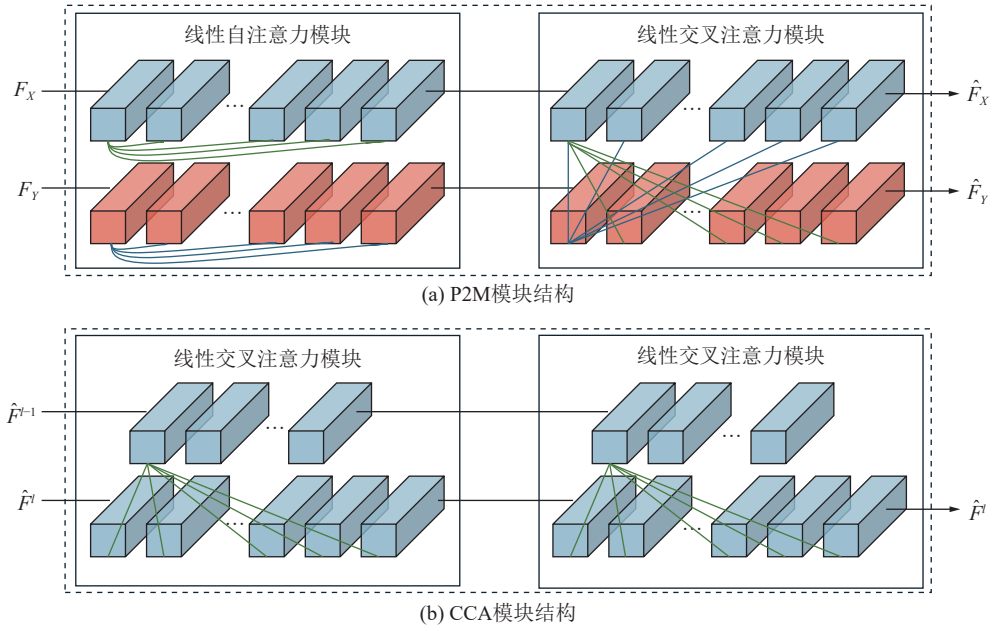 线性自注意力模块 线性交叉注意力模块
F_X … … F̂_X
F_Y … … F̂_Y
(a) P2M模块结构
线性交叉注意力模块 线性交叉注意力模块
F̂^{l−1} … …
F̂^l … … F̂^l
(b) CCA模块结构